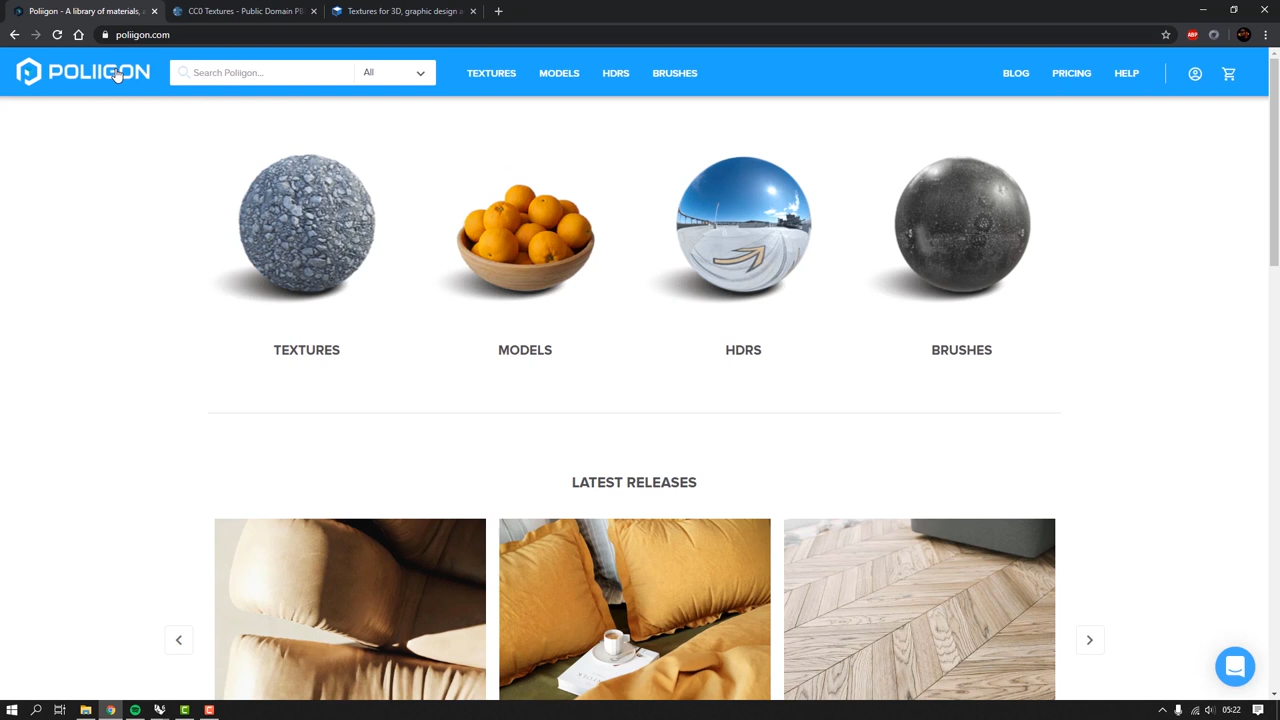 Poliigon - A library of materials, a
CC0 Textures - Public Domain PB
Textures for 3D, graphic design a
poliigon.com
ABP
POLIIGON
Search Poliigon...
All
TEXTURES
MODELS
HDRS
BRUSHES
BLOG
PRICING
HELP
TEXTURES
MODELS
HDRS
BRUSHES
LATEST RELEASES
05:22